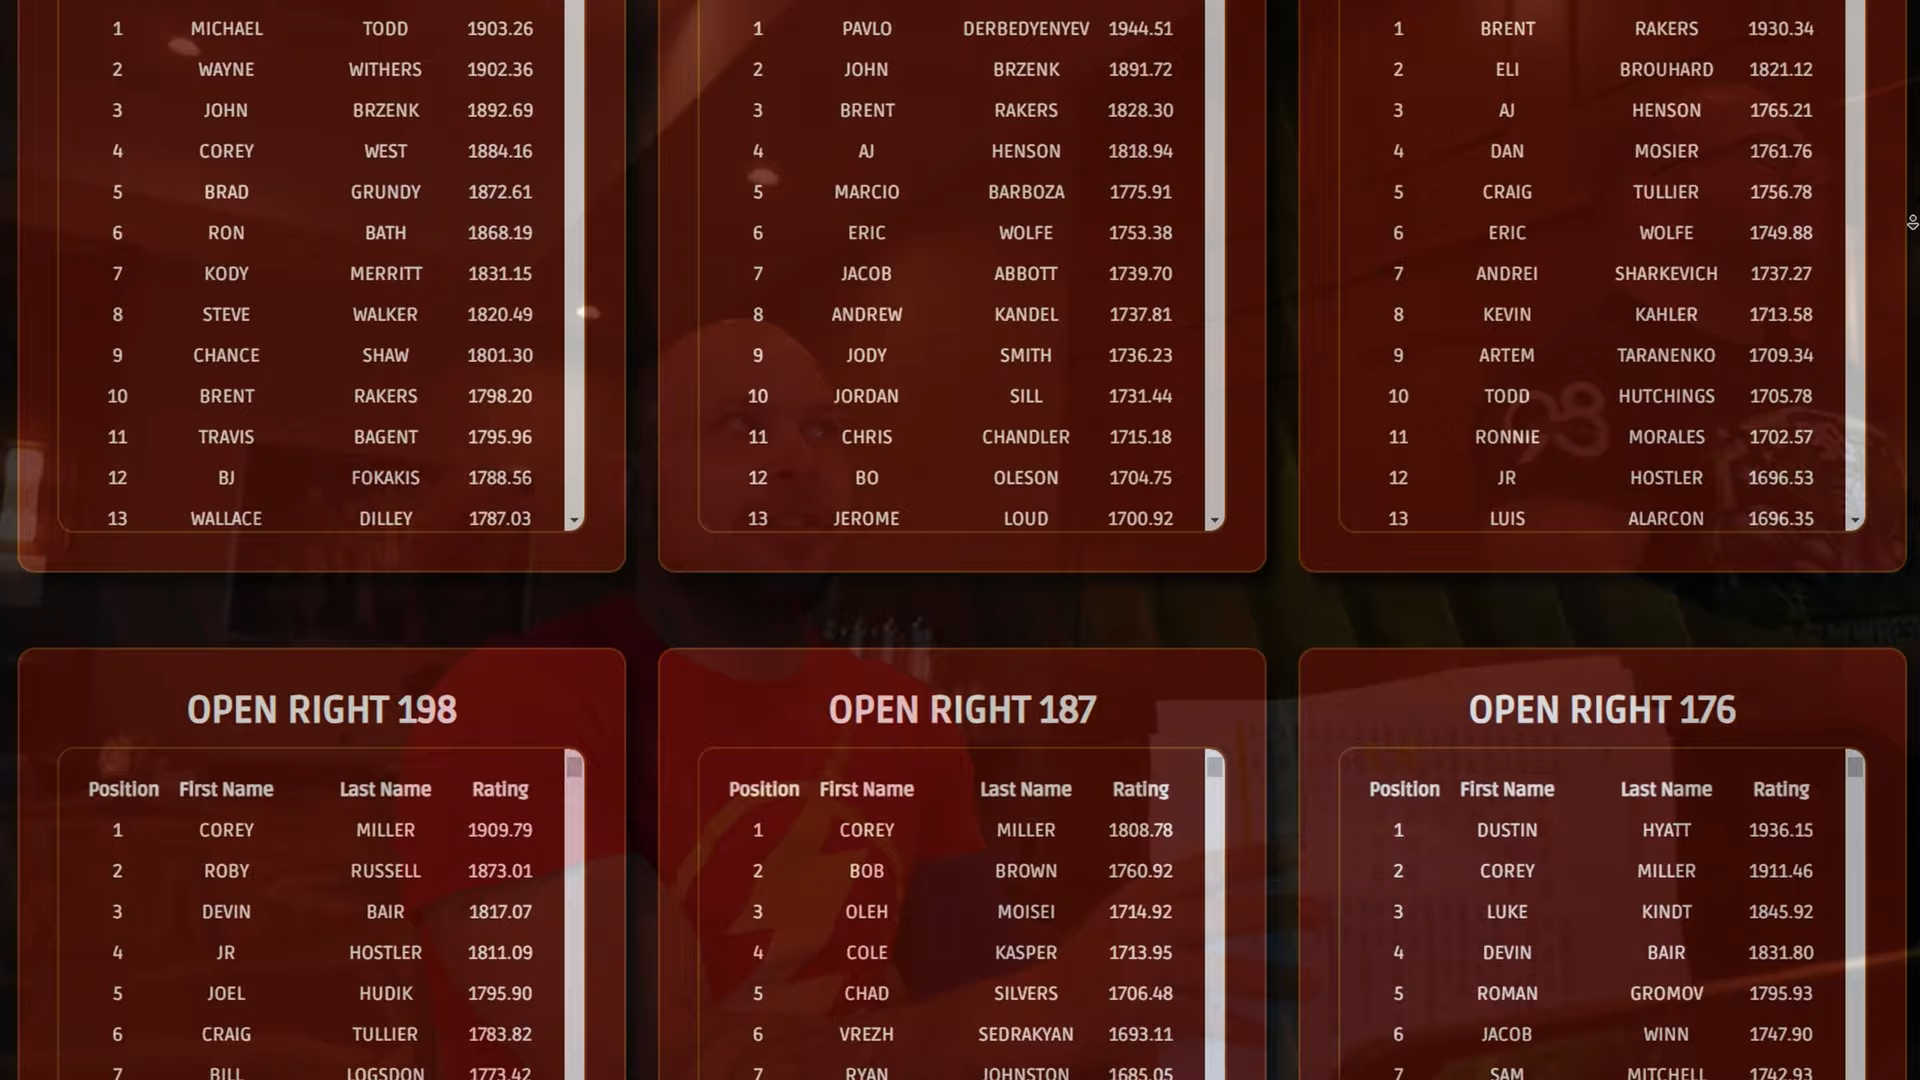 1 MICHAEL TODD 1903.26
2 WAYNE WITHERS 1902.36
3 JOHN BRZENK 1892.69
4 COREY WEST 1884.16
5 BRAD GRUNDY 1872.61
6 RON BATH 1868.19
7 KODY MERRITT 1831.15
8 STEVE WALKER 1820.49
9 CHANCE SHAW 1801.30
10 BRENT RAKERS 1798.20
11 TRAVIS BAGENT 1795.96
12 BJ FOKAKIS 1788.56
13 WALLACE DILLEY 1787.03
1 PAVLO DERBEDYENYEV 1944.51
2 JOHN BRZENK 1891.72
3 BRENT RAKERS 1828.30
4 AJ HENSON 1818.94
5 MARCIO BARBOZA 1775.91
6 ERIC WOLFE 1753.38
7 JACOB ABBOTT 1739.70
8 ANDREW KANDEL 1737.81
9 JODY SMITH 1736.23
10 JORDAN SILL 1731.44
11 CHRIS CHANDLER 1715.18
12 BO OLESON 1704.75
13 JEROME LOUD 1700.92
1 BRENT RAKERS 1930.34
2 ELI BROUHARD 1821.12
3 AJ HENSON 1765.21
4 DAN MOSIER 1761.76
5 CRAIG TULLIER 1756.78
6 ERIC WOLFE 1749.88
7 ANDREI SHARKEVICH 1737.27
8 KEVIN KAHLER 1713.58
9 ARTEM TARANENKO 1709.34
10 TODD HUTCHINGS 1705.78
11 RONNIE MORALES 1702.57
12 JR HOSTLER 1696.53
13 LUIS ALARCON 1696.35
OPEN RIGHT 198
Position First Name Last Name Rating
1 COREY MILLER 1909.79
2 ROBY RUSSELL 1873.01
3 DEVIN BAIR 1817.07
4 JR HOSTLER 1811.09
5 JOEL HUDIK 1795.90
6 CRAIG TULLIER 1783.82
7 BILL LOGSDON 1773.42
OPEN RIGHT 187
Position First Name Last Name Rating
1 COREY MILLER 1808.78
2 BOB BROWN 1760.92
3 OLEH MOISEI 1714.92
4 COLE KASPER 1713.95
5 CHAD SILVERS 1706.48
6 VREZH SEDRAKYAN 1693.11
7 RYAN JOHNSTON 1685.05
OPEN RIGHT 176
Position First Name Last Name Rating
1 DUSTIN HYATT 1936.15
2 COREY MILLER 1911.46
3 LUKE KINDT 1845.92
4 DEVIN BAIR 1831.80
5 ROMAN GROMOV 1795.93
6 JACOB WINN 1747.90
7 SAM MITCHELL 1742.93